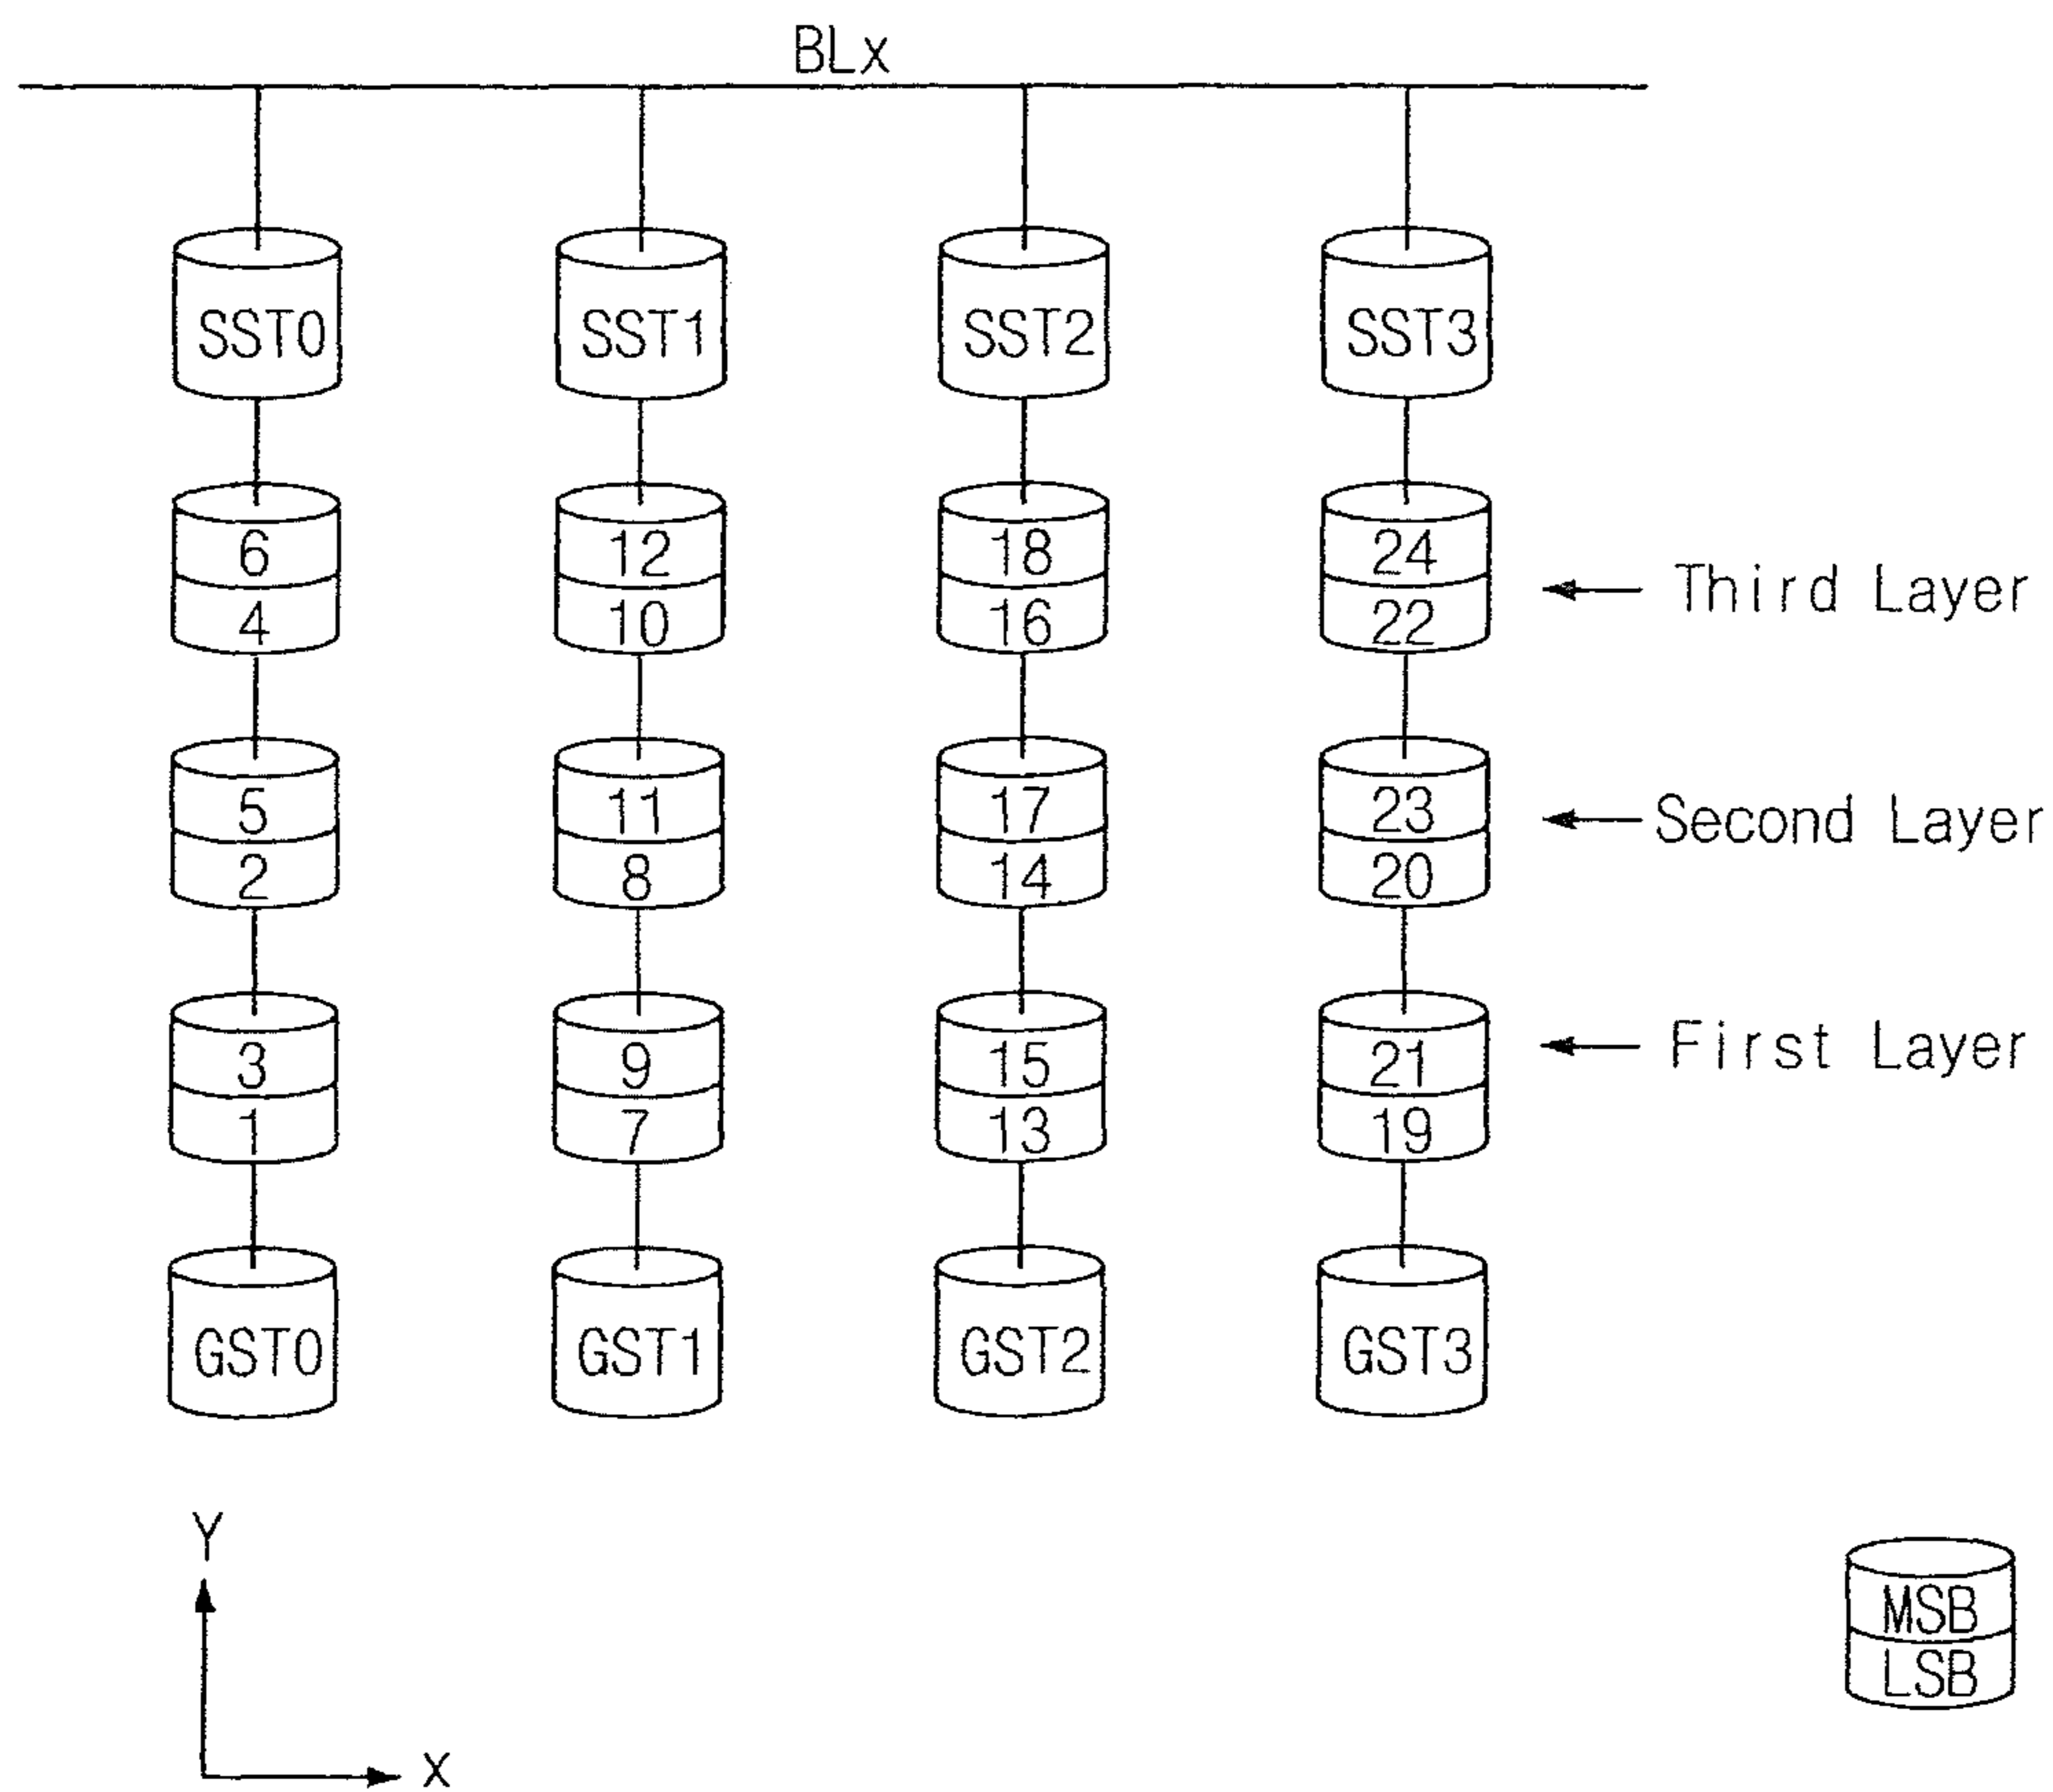 BLx
SST0 SST1 SST2 SST3
6 12 18 24
4 10 16 22
Third Layer
5 11 17 23
2 8 14 20
Second Layer
3 9 15 21
1 7 13 19
First Layer
GST0 GST1 GST2 GST3
Y
X
MSB
LSB